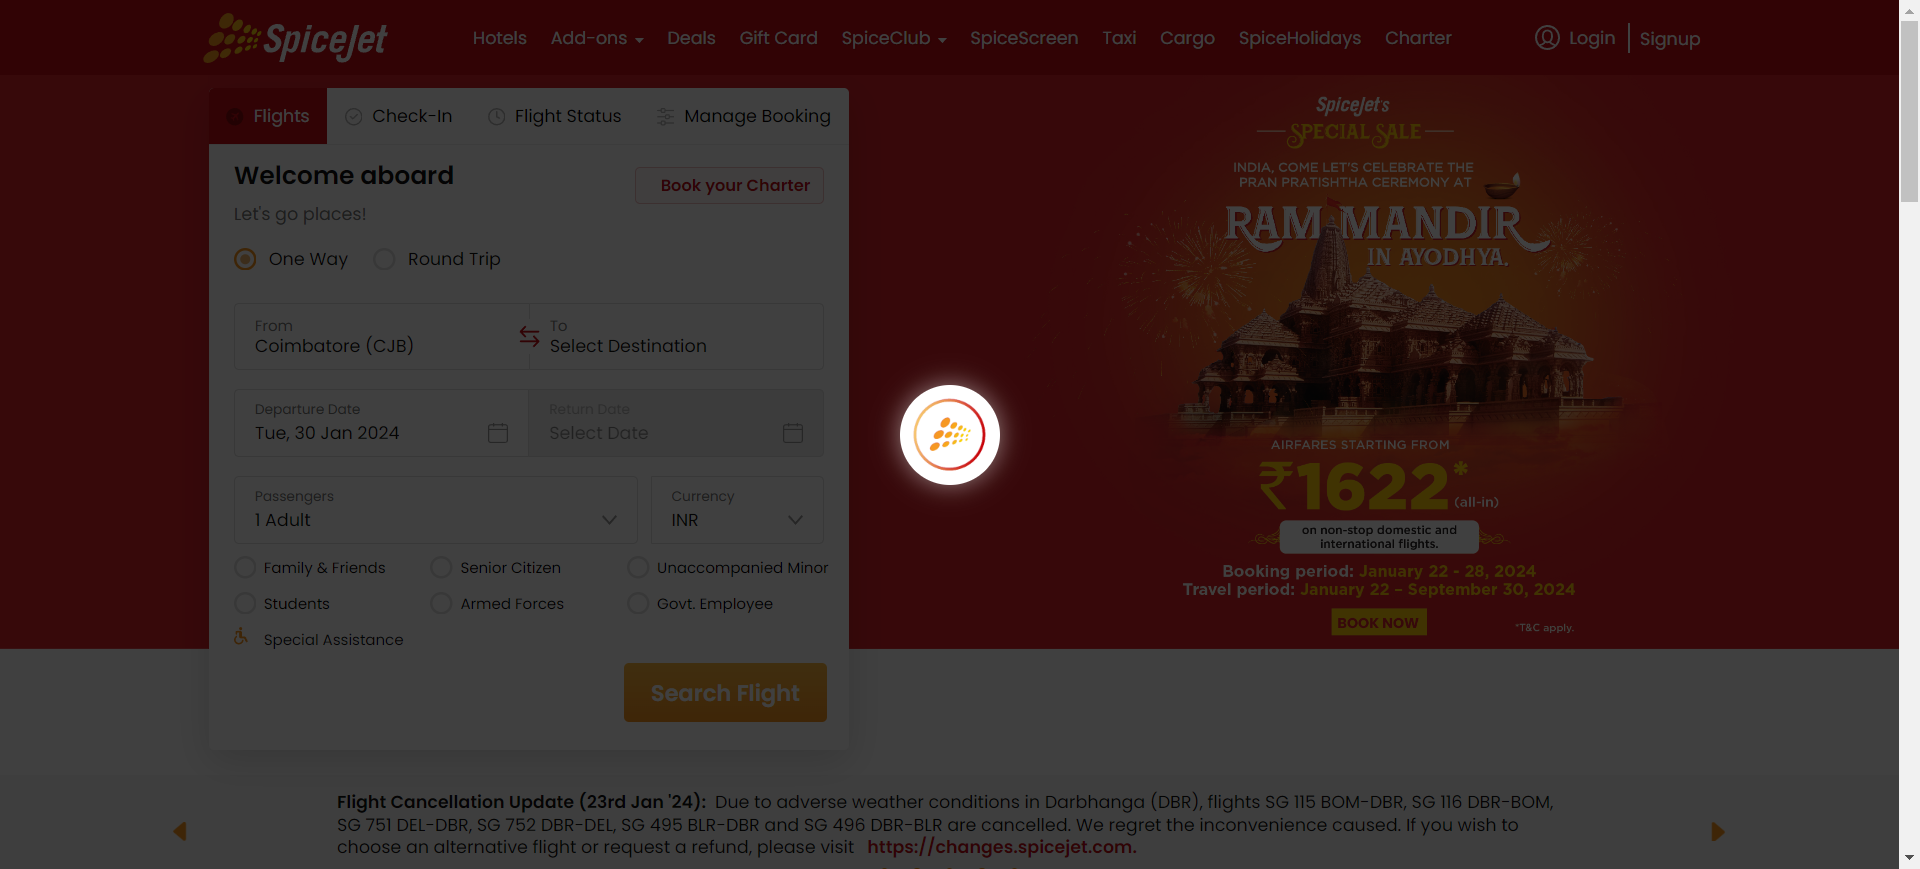 SpiceJet
Hotels Add-ons Deals Gift Card SpiceClub SpiceScreen Taxi Cargo SpiceHolidays Charter Login Signup
Flights Check-In Flight Status Manage Booking
Welcome aboard
Book your Charter
Let's go places!
One Way Round Trip
From To
Coimbatore (CJB) Select Destination
Departure Date Return Date
Tue, 30 Jan 2024 Select Date
Passengers Currency
1 Adult INR
Family & Friends Senior Citizen Unaccompanied Minor
Students Armed Forces Govt. Employee
Special Assistance
Search Flight
SpiceJet's
SPECIAL SALE
INDIA, COME LET'S CELEBRATE THE
PRAN PRATISHTHA CEREMONY AT
RAM MANDIR
IN AYODHYA.
AIRFARES STARTING FROM
₹1622*
(all-in)
on non-stop domestic and
international flights.
Booking period: January 22 - 28, 2024
Travel period: January 22 – September 30, 2024
BOOK NOW
*T&C apply.
Flight Cancellation Update (23rd Jan '24): Due to adverse weather conditions in Darbhanga (DBR), flights SG 115 BOM-DBR, SG 116 DBR-BOM,
SG 751 DEL-DBR, SG 752 DBR-DEL, SG 495 BLR-DBR and SG 496 DBR-BLR are cancelled. We regret the inconvenience caused. If you wish to
choose an alternative flight or request a refund, please visit https://changes.spicejet.com.